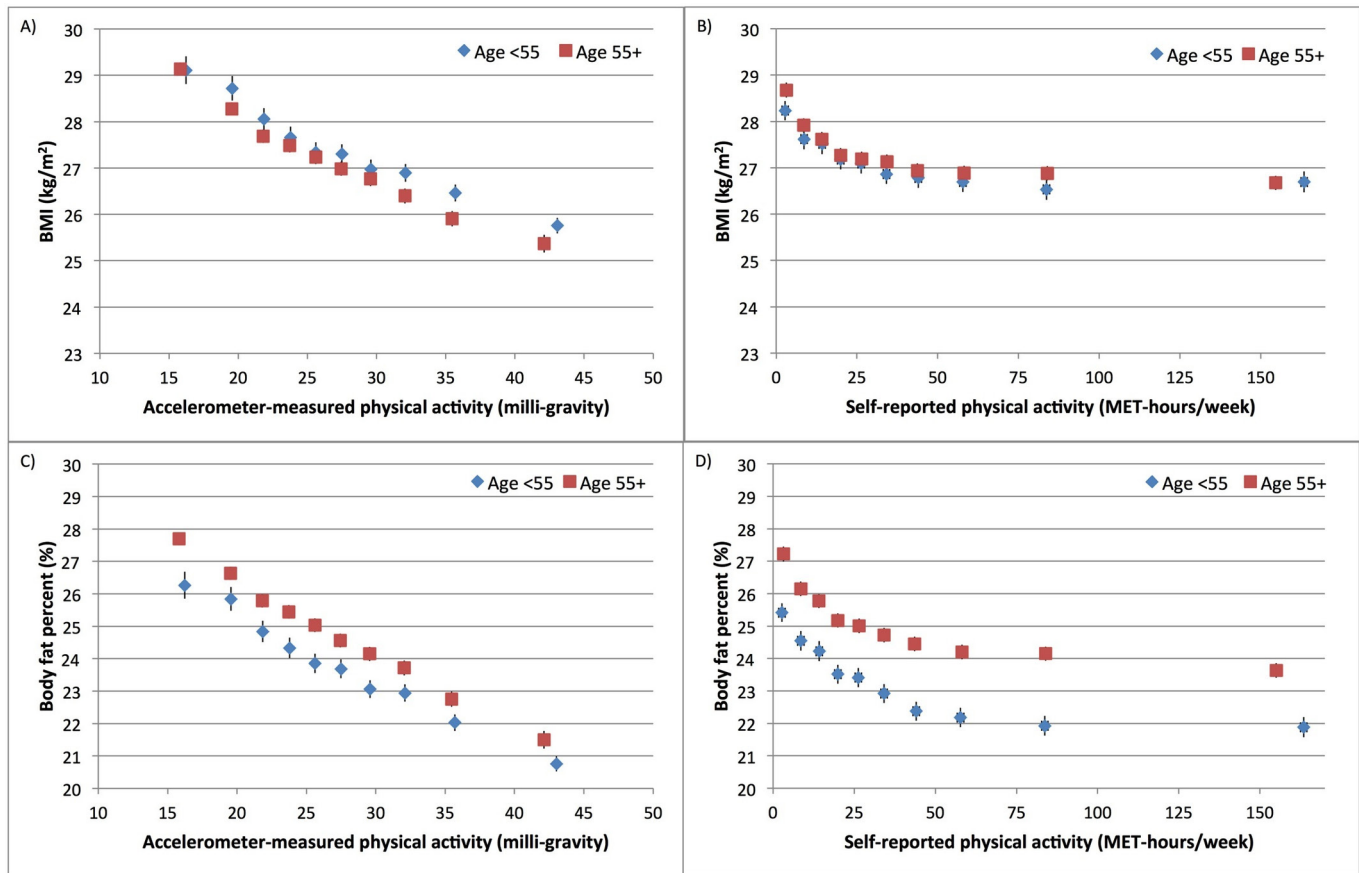 A)
Age <55 Age 55+
30
29
28
27
26
25
24
23
BMI (kg/m²)
10 15 20 25 30 35 40 45 50
Accelerometer-measured physical activity (milli-gravity)
B)
Age <55 Age 55+
30
29
28
27
26
25
24
23
BMI (kg/m²)
0 25 50 75 100 125 150
Self-reported physical activity (MET-hours/week)
C)
Age <55 Age 55+
30
29
28
27
26
25
24
23
22
21
20
Body fat percent (%)
10 15 20 25 30 35 40 45 50
Accelerometer-measured physical activity (milli-gravity)
D)
Age <55 Age 55+
30
29
28
27
26
25
24
23
22
21
20
Body fat percent (%)
0 25 50 75 100 125 150
Self-reported physical activity (MET-hours/week)